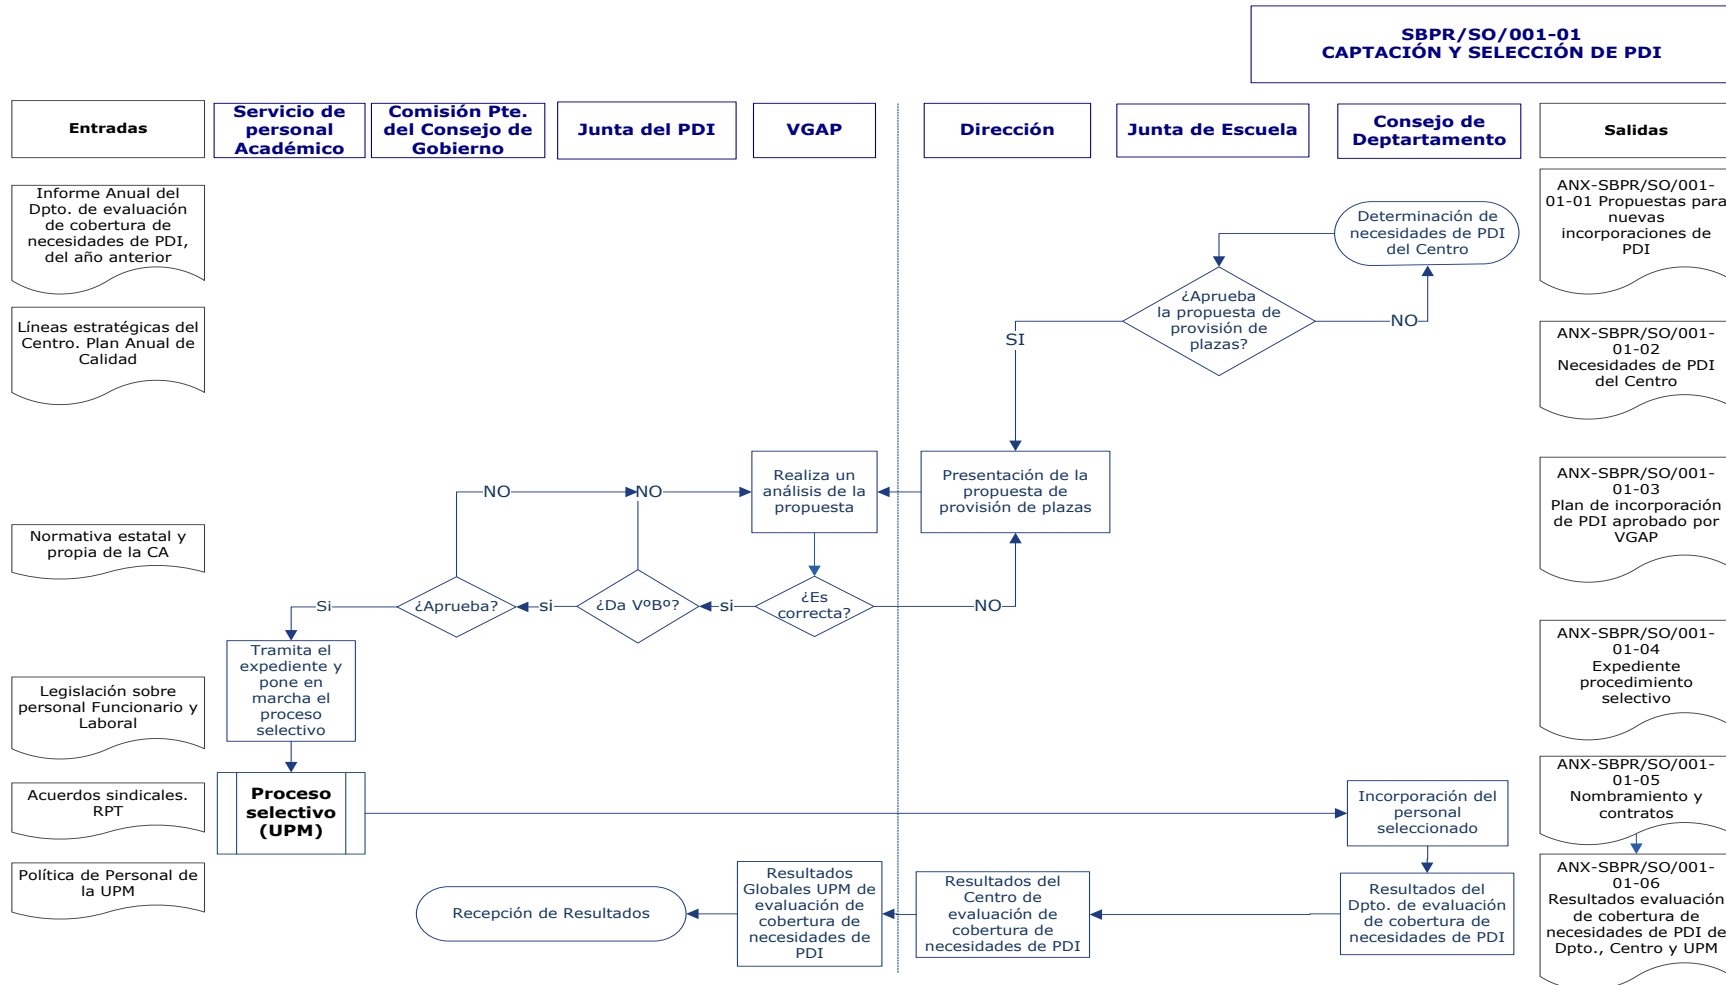 SBPR/SO/001-01
CAPTACIÓN Y SELECCIÓN DE PDI
Entradas
Servicio de
personal
Académico
Comisión Pte.
del Consejo de
Gobierno
Junta del PDI
VGAP
Dirección
Junta de Escuela
Consejo de
Deptartamento
Salidas
Informe Anual del
Dpto. de evaluación
de cobertura de
necesidades de PDI,
del año anterior
Determinación de
necesidades de PDI
del Centro
ANX-SBPR/SO/001-
01-01 Propuestas para
nuevas
incorporaciones de
PDI
Líneas estratégicas del
Centro. Plan Anual de
Calidad
¿Aprueba
la propuesta de
provisión de
plazas?
SI
NO
ANX-SBPR/SO/001-
01-02
Necesidades de PDI
del Centro
NO
NO
Realiza un
análisis de la
propuesta
Presentación de la
propuesta de
provisión de plazas
ANX-SBPR/SO/001-
01-03
Plan de incorporación
de PDI aprobado por
VGAP
Normativa estatal y
propia de la CA
Si
¿Aprueba?
si
¿Da VºBº?
si
¿Es
correcta?
NO
Tramita el
expediente y
pone en
marcha el
proceso
selectivo
ANX-SBPR/SO/001-
01-04
Expediente
procedimiento
selectivo
Legislación sobre
personal Funcionario y
Laboral
Acuerdos sindicales.
RPT
Proceso
selectivo
(UPM)
Incorporación del
personal
seleccionado
ANX-SBPR/SO/001-
01-05
Nombramiento y
contratos
Política de Personal de
la UPM
Recepción de Resultados
Resultados
Globales UPM de
evaluación de
cobertura de
necesidades de
PDI
Resultados del
Centro de
evaluación de
cobertura de
necesidades de PDI
Resultados del
Dpto. de evaluación
de cobertura de
necesidades de PDI
ANX-SBPR/SO/001-
01-06
Resultados evaluación
de cobertura de
necesidades de PDI de
Dpto., Centro y UPM